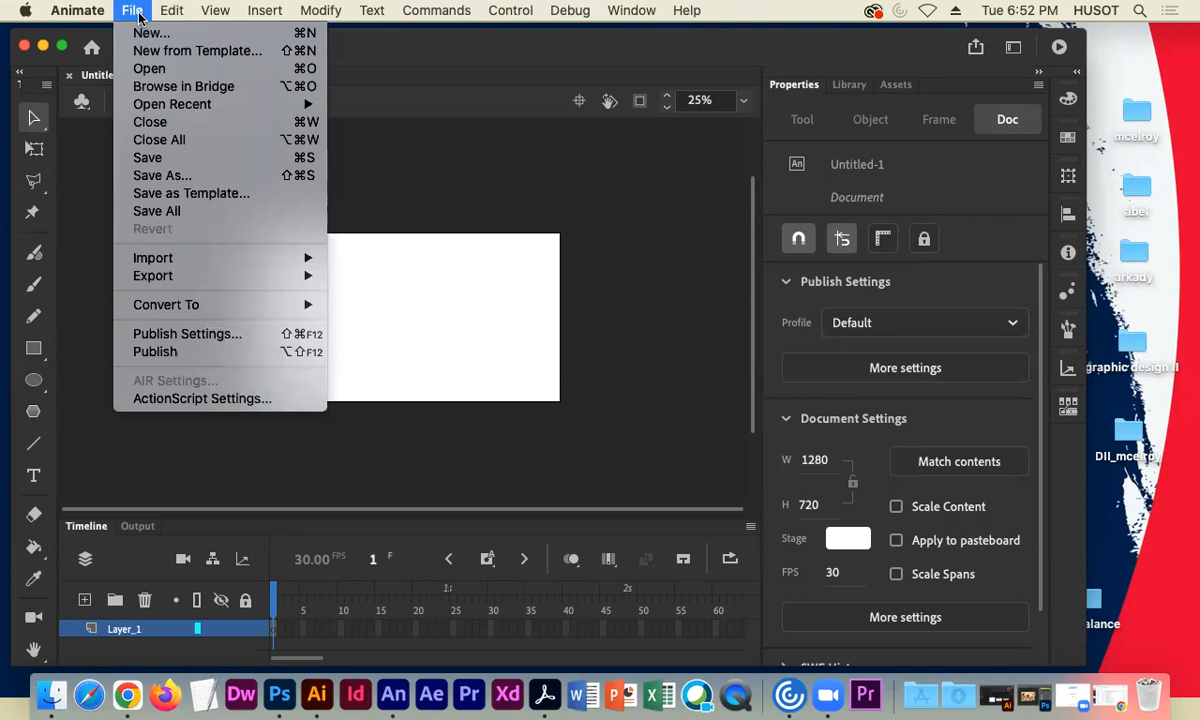 Animate File Edit View Insert Modify Text Commands Control Debug Window Help Tue 6:52 PM HUSOT
New... ⌘N
New from Template... ⇧⌘N
Open ⌘O
Browse in Bridge ⌥⌘O
Open Recent
Close ⌘W
Close All ⌥⌘W
Save ⌘S
Save As... ⇧⌘S
Save as Template...
Save All
Revert
Import
Export
Convert To
Publish Settings... ⇧⌘F12
Publish ⌥⇧F12
AIR Settings...
ActionScript Settings...
Untitle
25%
Properties Library Assets
Tool Object Frame Doc
An Untitled-1
Document
Publish Settings
Profile Default
More settings
Document Settings
W 1280 Match contents
H 720 Scale Content
Stage Apply to pasteboard
FPS 30 Scale Spans
More settings
Timeline Output
30.00 FPS 1 F
1s 2s
5 10 15 20 25 30 35 40 45 50 55 60
Layer_1
mcelroy
abel
arkady
graphic design II
DII_mcelroy
alance
Dw Ps Ai Id An Ae Pr Xd W P X Pr